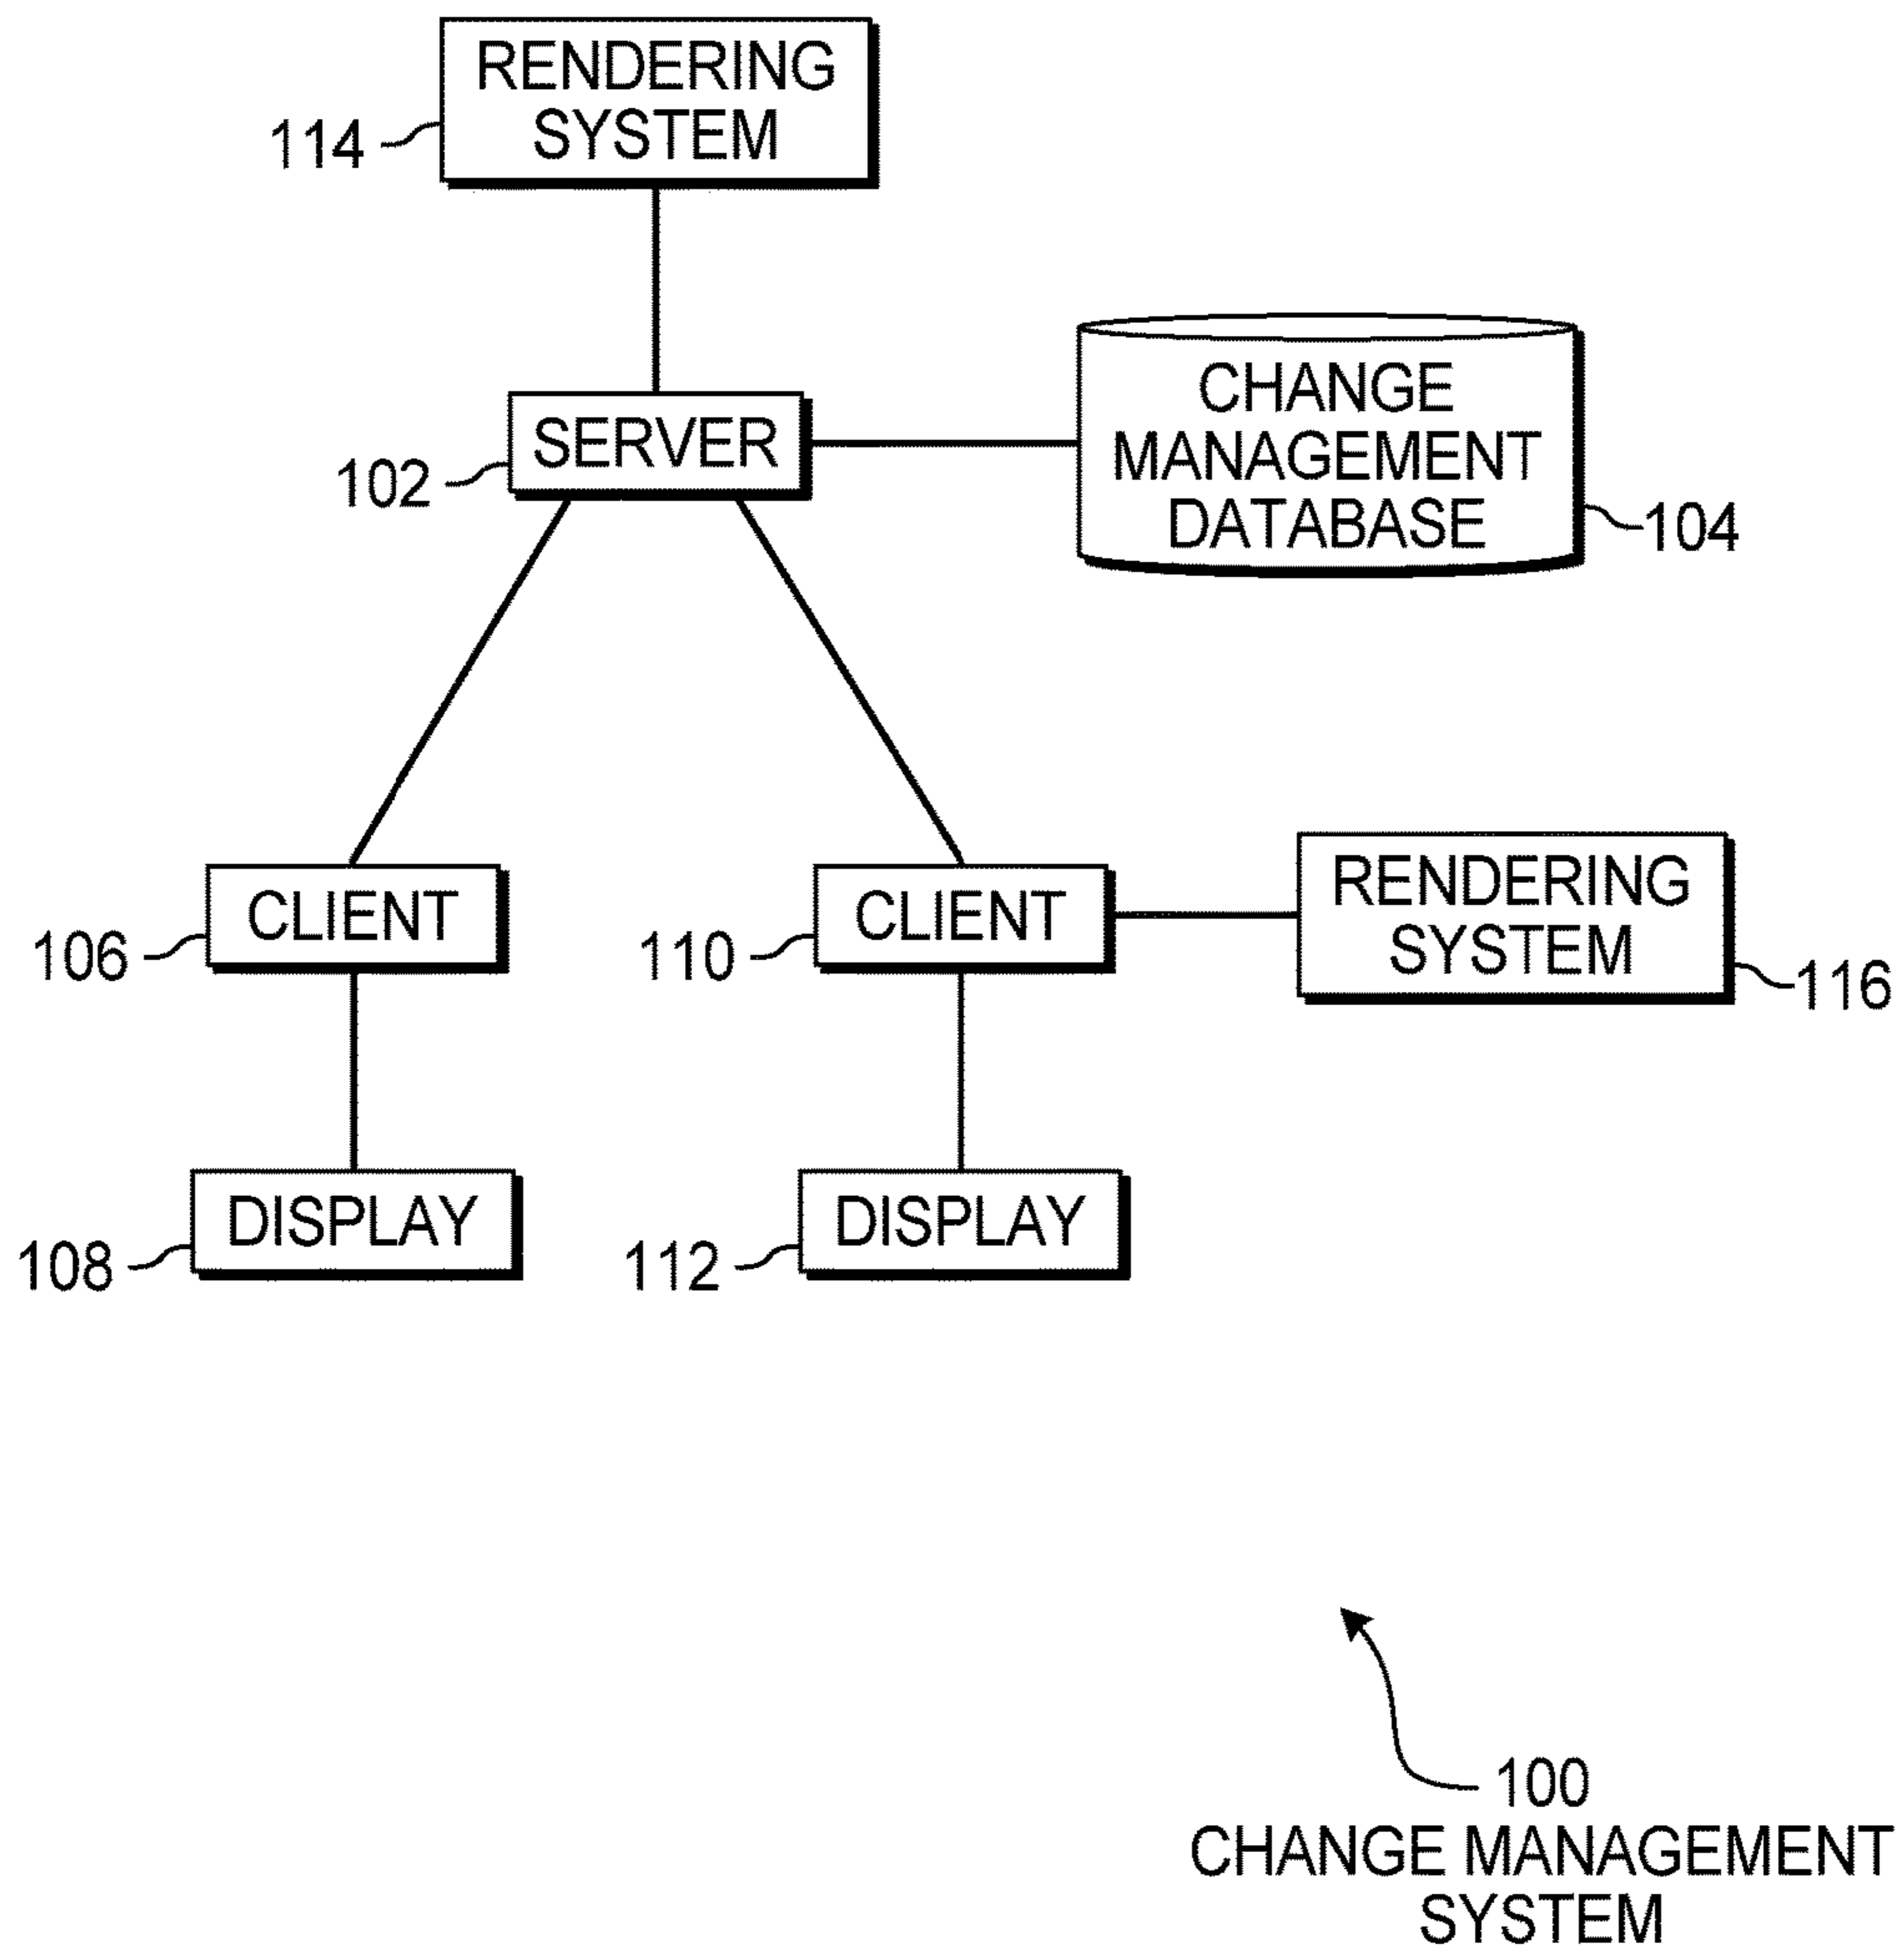 RENDERING
SYSTEM
114
SERVER
102
CHANGE
MANAGEMENT
DATABASE
104
CLIENT
106
CLIENT
110
RENDERING
SYSTEM
116
DISPLAY
108
DISPLAY
112
100
CHANGE MANAGEMENT
SYSTEM